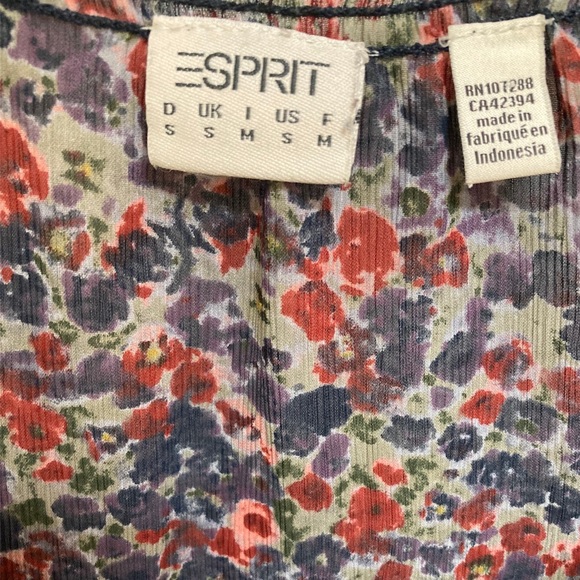 ESPRIT
D UK I US F
S S M S M
RN107288
CA42394
made in
fabriqué en
Indonesia